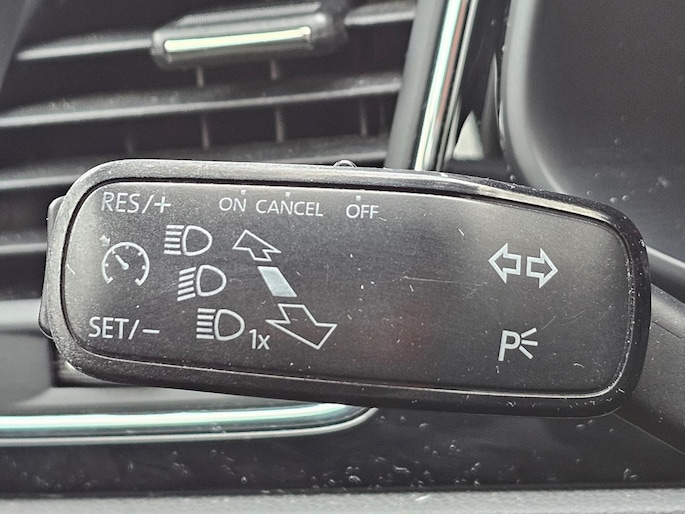 RES/+ ON CANCEL OFF
SET/-
1x
P